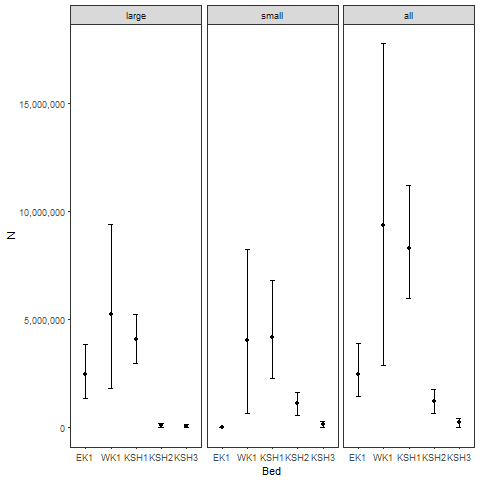 large small all
15,000,000
10,000,000
N
5,000,000
0
EK1 WK1 KSH1 KSH2 KSH3 EK1 WK1 KSH1 KSH2 KSH3 EK1 WK1 KSH1 KSH2 KSH3
Bed